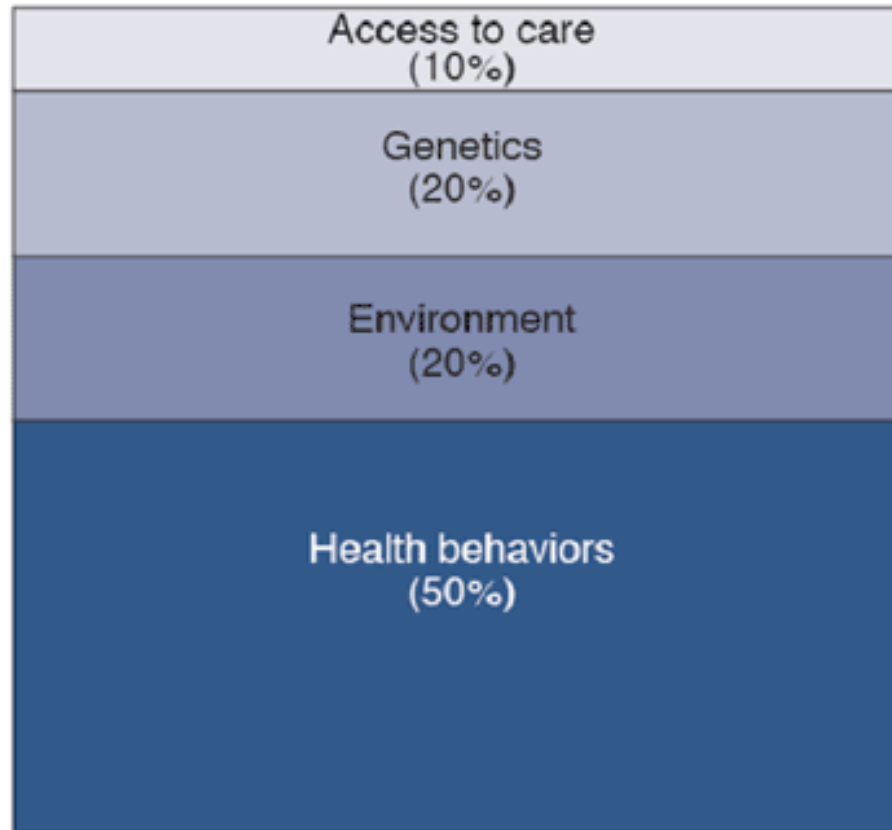 Access to care
(10%)
Genetics
(20%)
Environment
(20%)
Health behaviors
(50%)